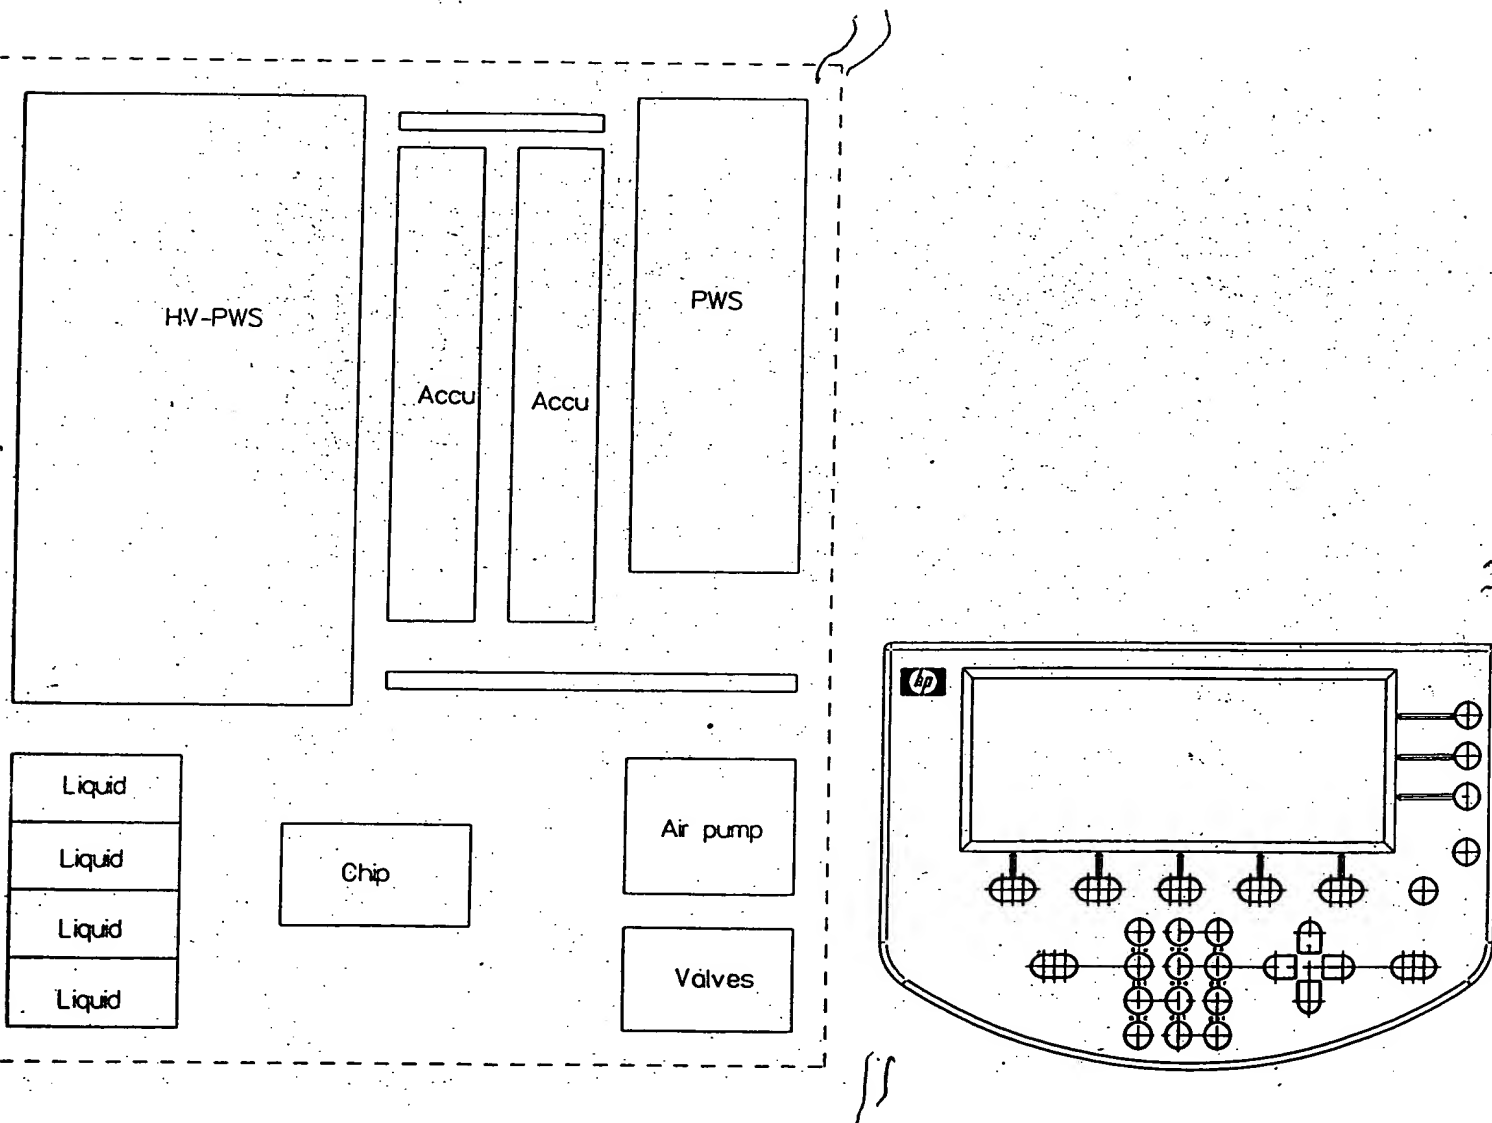 HV-PWS
Accu
Accu
PWS
hp
Liquid
Liquid
Liquid
Liquid
Chip
Air pump
Valves